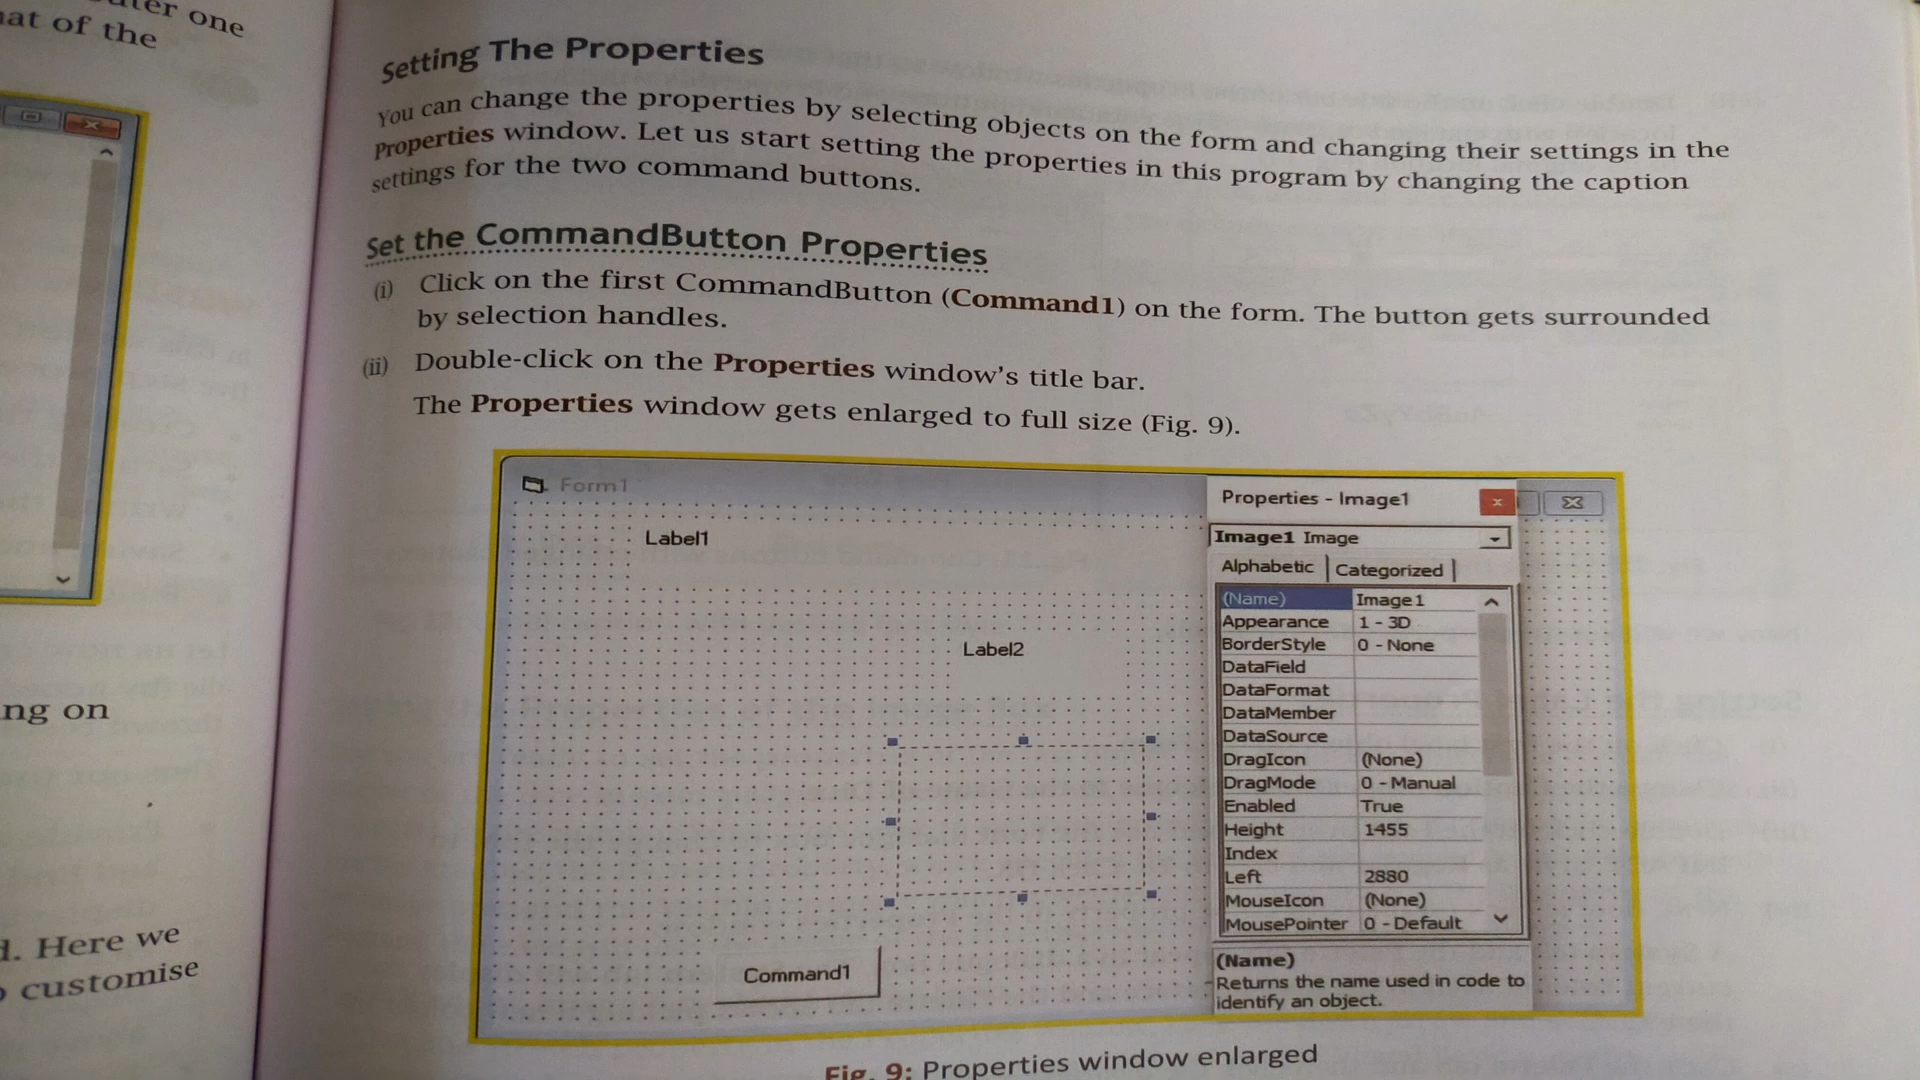 ter one
at of the
ng on
. Here we
customise
Setting The Properties
You can change the properties by selecting objects on the form and changing their settings in the
Properties window. Let us start setting the properties in this program by changing the caption
settings for the two command buttons.
Set the CommandButton Properties
(i) Click on the first CommandButton (Command1) on the form. The button gets surrounded
by selection handles.
(ii) Double-click on the Properties window's title bar.
The Properties window gets enlarged to full size (Fig. 9).
Form1
Label1
Label2
Command1
Properties - Image1
Image1 Image
Alphabetic Categorized
(Name) Image1
Appearance 1 - 3D
BorderStyle 0 - None
DataField
DataFormat
DataMember
DataSource
DragIcon (None)
DragMode 0 - Manual
Enabled True
Height 1455
Index
Left 2880
MouseIcon (None)
MousePointer 0 - Default
(Name)
Returns the name used in code to
identify an object.
Fig. 9: Properties window enlarged